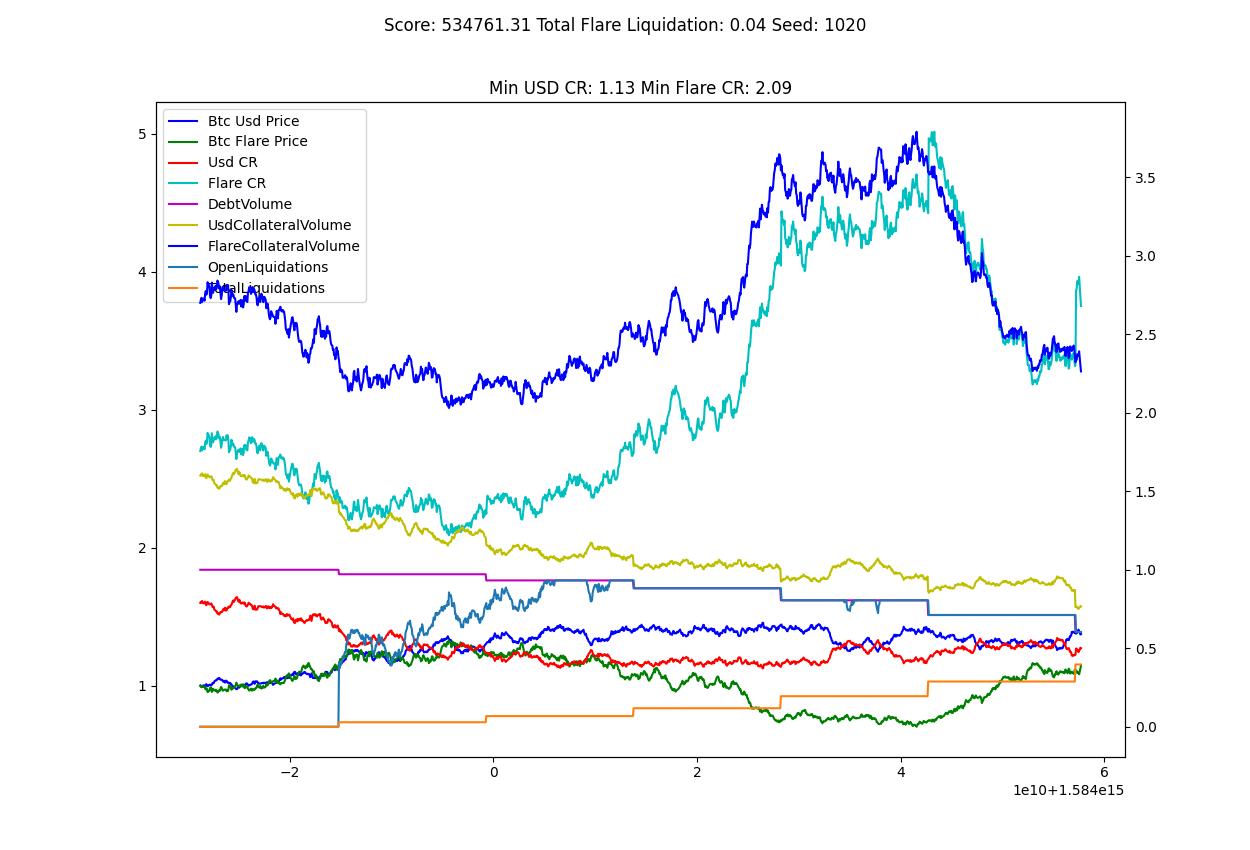 Score: 534761.31 Total Flare Liquidation: 0.04 Seed: 1020
Min USD CR: 1.13 Min Flare CR: 2.09
Btc Usd Price
Btc Flare Price
Usd CR
Flare CR
DebtVolume
UsdCollateralVolume
FlareCollateralVolume
OpenLiquidations
TotalLiquidations
5
4
3
2
1
3.5
3.0
2.5
2.0
1.5
1.0
0.5
0.0
−2
0
2
4
6
1e10+1.584e15